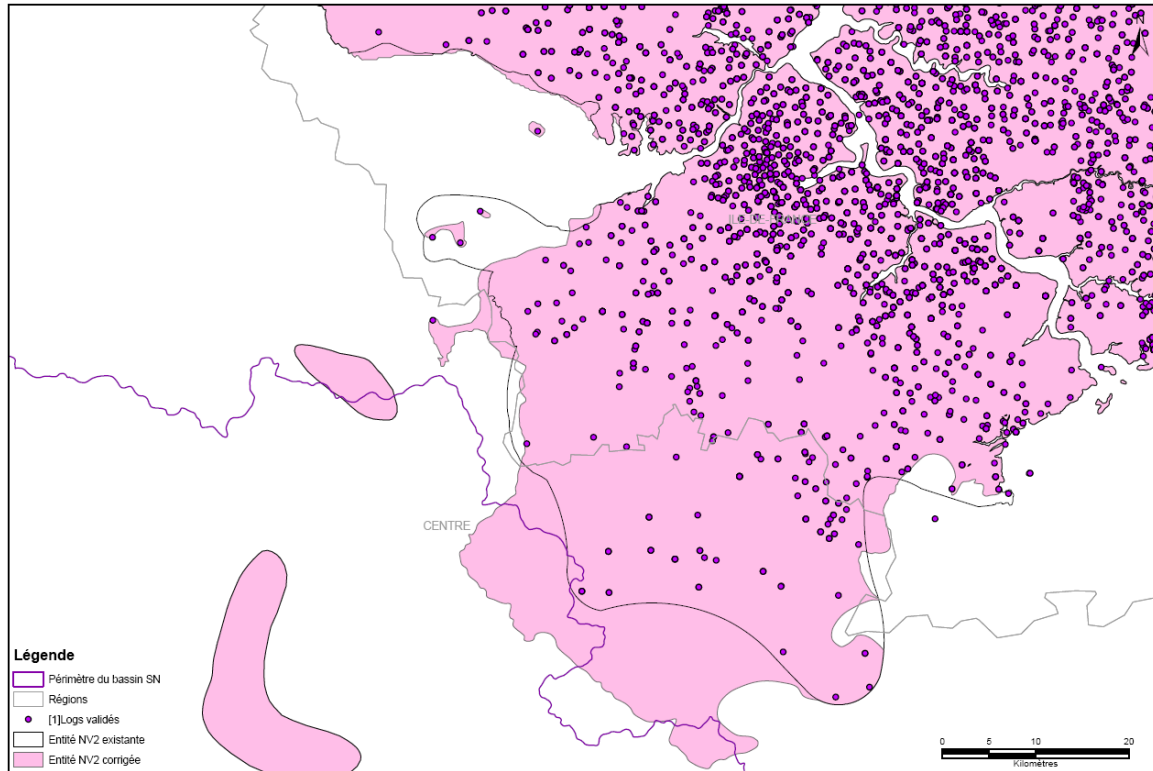 ILE-DE-FRANCE
CENTRE
Légende
Périmètre du bassin SN
Régions
[1]Logs validés
Entité NV2 existante
Entité NV2 corrigée
0 5 10 20
Kilomètres